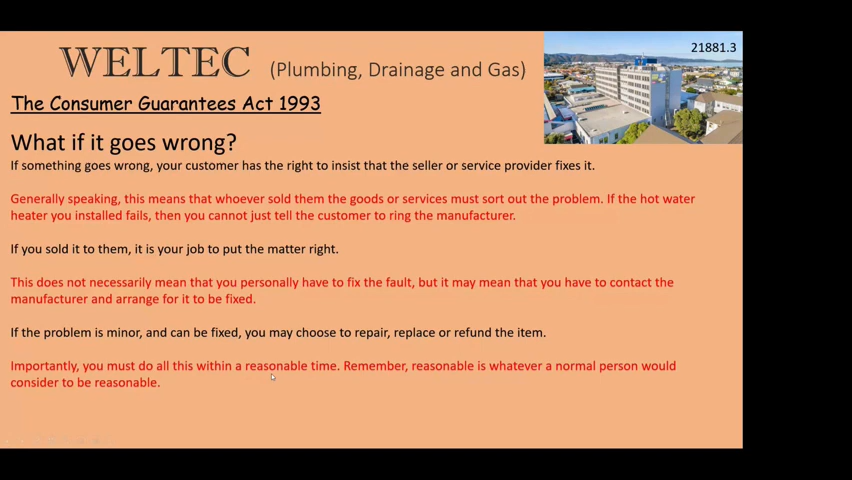 WELTEC (Plumbing, Drainage and Gas)
21881.3
The Consumer Guarantees Act 1993
What if it goes wrong?
If something goes wrong, your customer has the right to insist that the seller or service provider fixes it.
Generally speaking, this means that whoever sold them the goods or services must sort out the problem. If the hot water
heater you installed fails, then you cannot just tell the customer to ring the manufacturer.
If you sold it to them, it is your job to put the matter right.
This does not necessarily mean that you personally have to fix the fault, but it may mean that you have to contact the
manufacturer and arrange for it to be fixed.
If the problem is minor, and can be fixed, you may choose to repair, replace or refund the item.
Importantly, you must do all this within a reasonable time. Remember, reasonable is whatever a normal person would
consider to be reasonable.